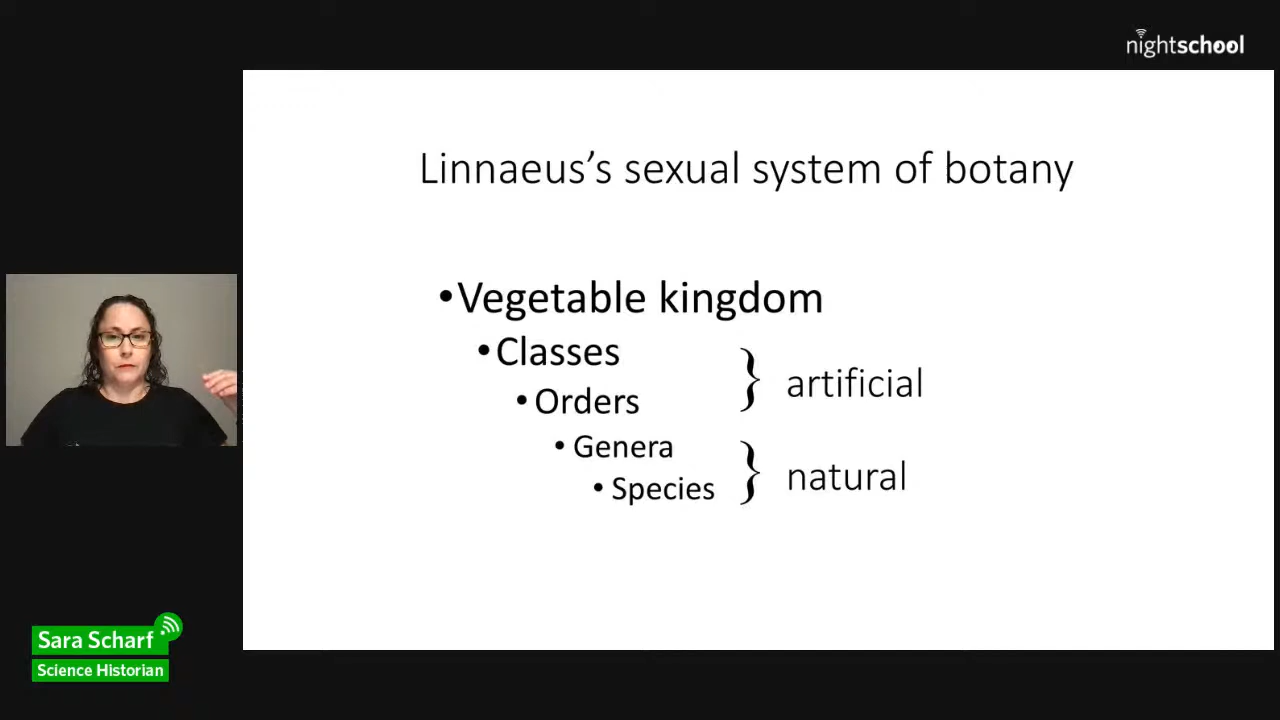 nightschool
Linnaeus’s sexual system of botany
•Vegetable kingdom
•Classes
•Orders
} artificial
•Genera
•Species
} natural
Sara Scharf
Science Historian